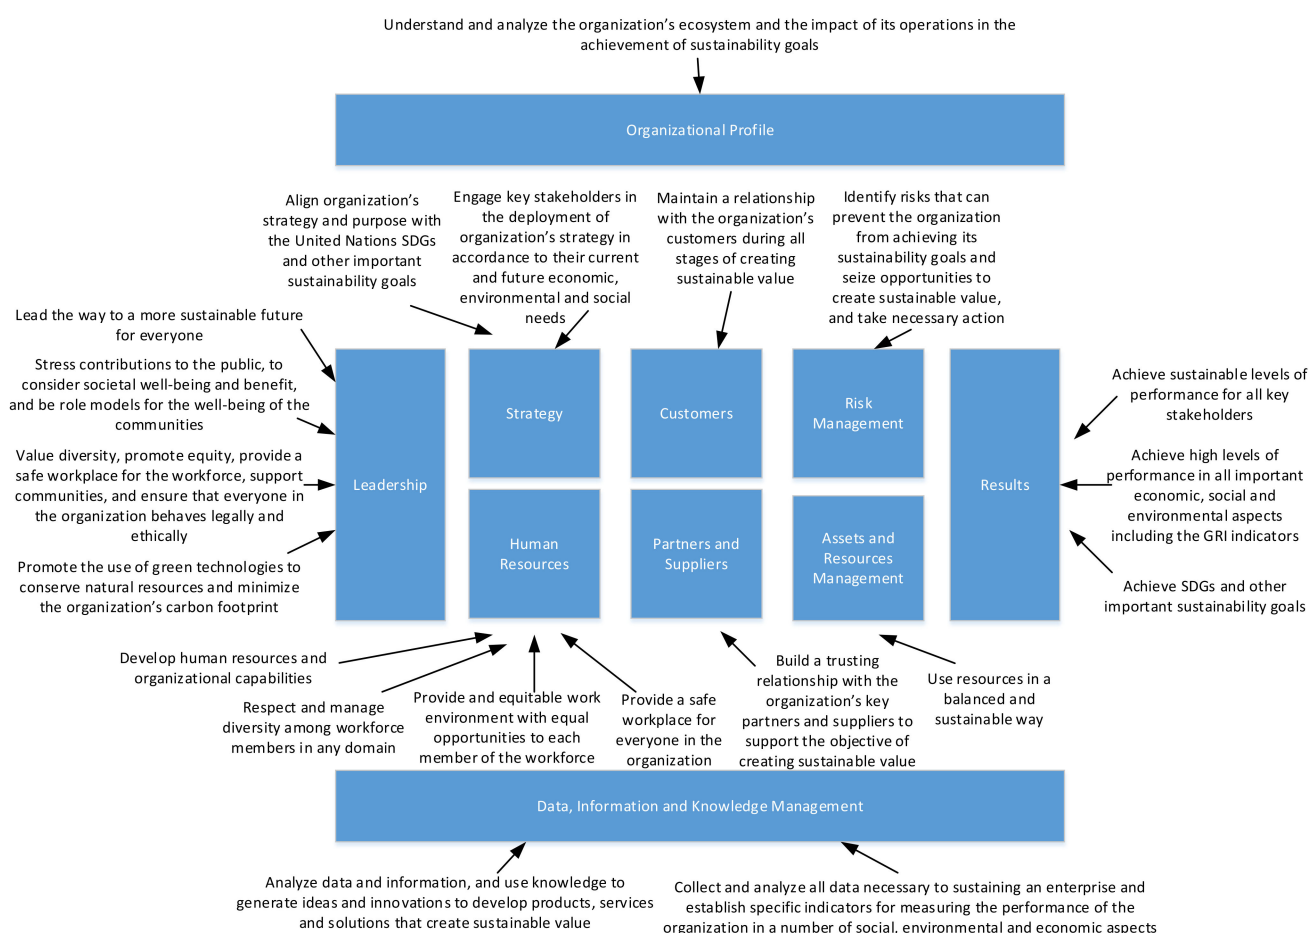 Understand and analyze the organization's ecosystem and the impact of its operations in the
achievement of sustainability goals
Organizational Profile
Align organization's
strategy and purpose with
the United Nations SDGs
and other important
sustainability goals
Engage key stakeholders in
the deployment of
organization's strategy in
accordance to their current
and future economic,
environmental and social
needs
Maintain a relationship
with the organization's
customers during all
stages of creating
sustainable value
Identify risks that can
prevent the organization
from achieving its
sustainability goals and
seize opportunities to
create sustainable value,
and take necessary action
Lead the way to a more sustainable future
for everyone
Stress contributions to the public, to
consider societal well-being and benefit,
and be role models for the well-being of the
communities
Value diversity, promote equity, provide a
safe workplace for the workforce, support
communities, and ensure that everyone in
the organization behaves legally and
ethically
Promote the use of green technologies to
conserve natural resources and minimize
the organization's carbon footprint
Leadership
Strategy
Customers
Risk
Management
Human
Resources
Partners and
Suppliers
Assets and
Resources
Management
Results
Achieve sustainable levels of
performance for all key
stakeholders
Achieve high levels of
performance in all important
economic, social and
environmental aspects
including the GRI indicators
Achieve SDGs and other
important sustainability goals
Develop human resources and
organizational capabilities
Respect and manage
diversity among workforce
members in any domain
Provide and equitable work
environment with equal
opportunities to each
member of the workforce
Provide a safe
workplace for
everyone in the
organization
Build a trusting
relationship with the
organization's key
partners and suppliers to
support the objective of
creating sustainable value
Use resources in a
balanced and
sustainable way
Data, Information and Knowledge Management
Analyze data and information, and use knowledge to
generate ideas and innovations to develop products, services
and solutions that create sustainable value
Collect and analyze all data necessary to sustaining an enterprise and
establish specific indicators for measuring the performance of the
organization in a number of social, environmental and economic aspects